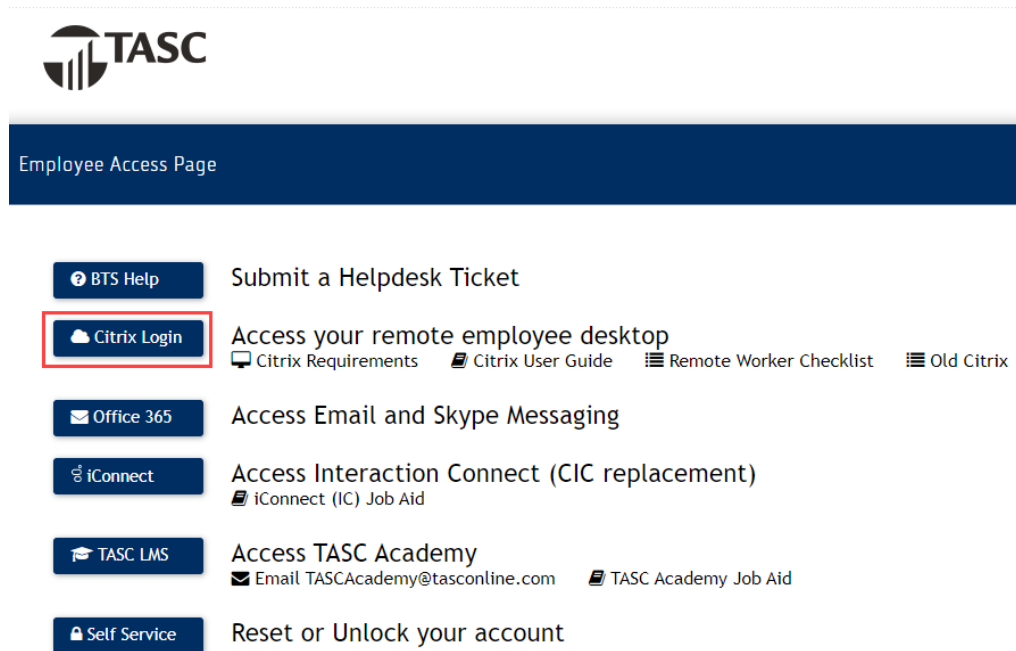 TASC
Employee Access Page
BTS Help Submit a Helpdesk Ticket
Citrix Login Access your remote employee desktop
Citrix Requirements Citrix User Guide Remote Worker Checklist Old Citrix
Office 365 Access Email and Skype Messaging
iConnect Access Interaction Connect (CIC replacement)
iConnect (IC) Job Aid
TASC LMS Access TASC Academy
Email TASCAcademy@tasconline.com TASC Academy Job Aid
Self Service Reset or Unlock your account